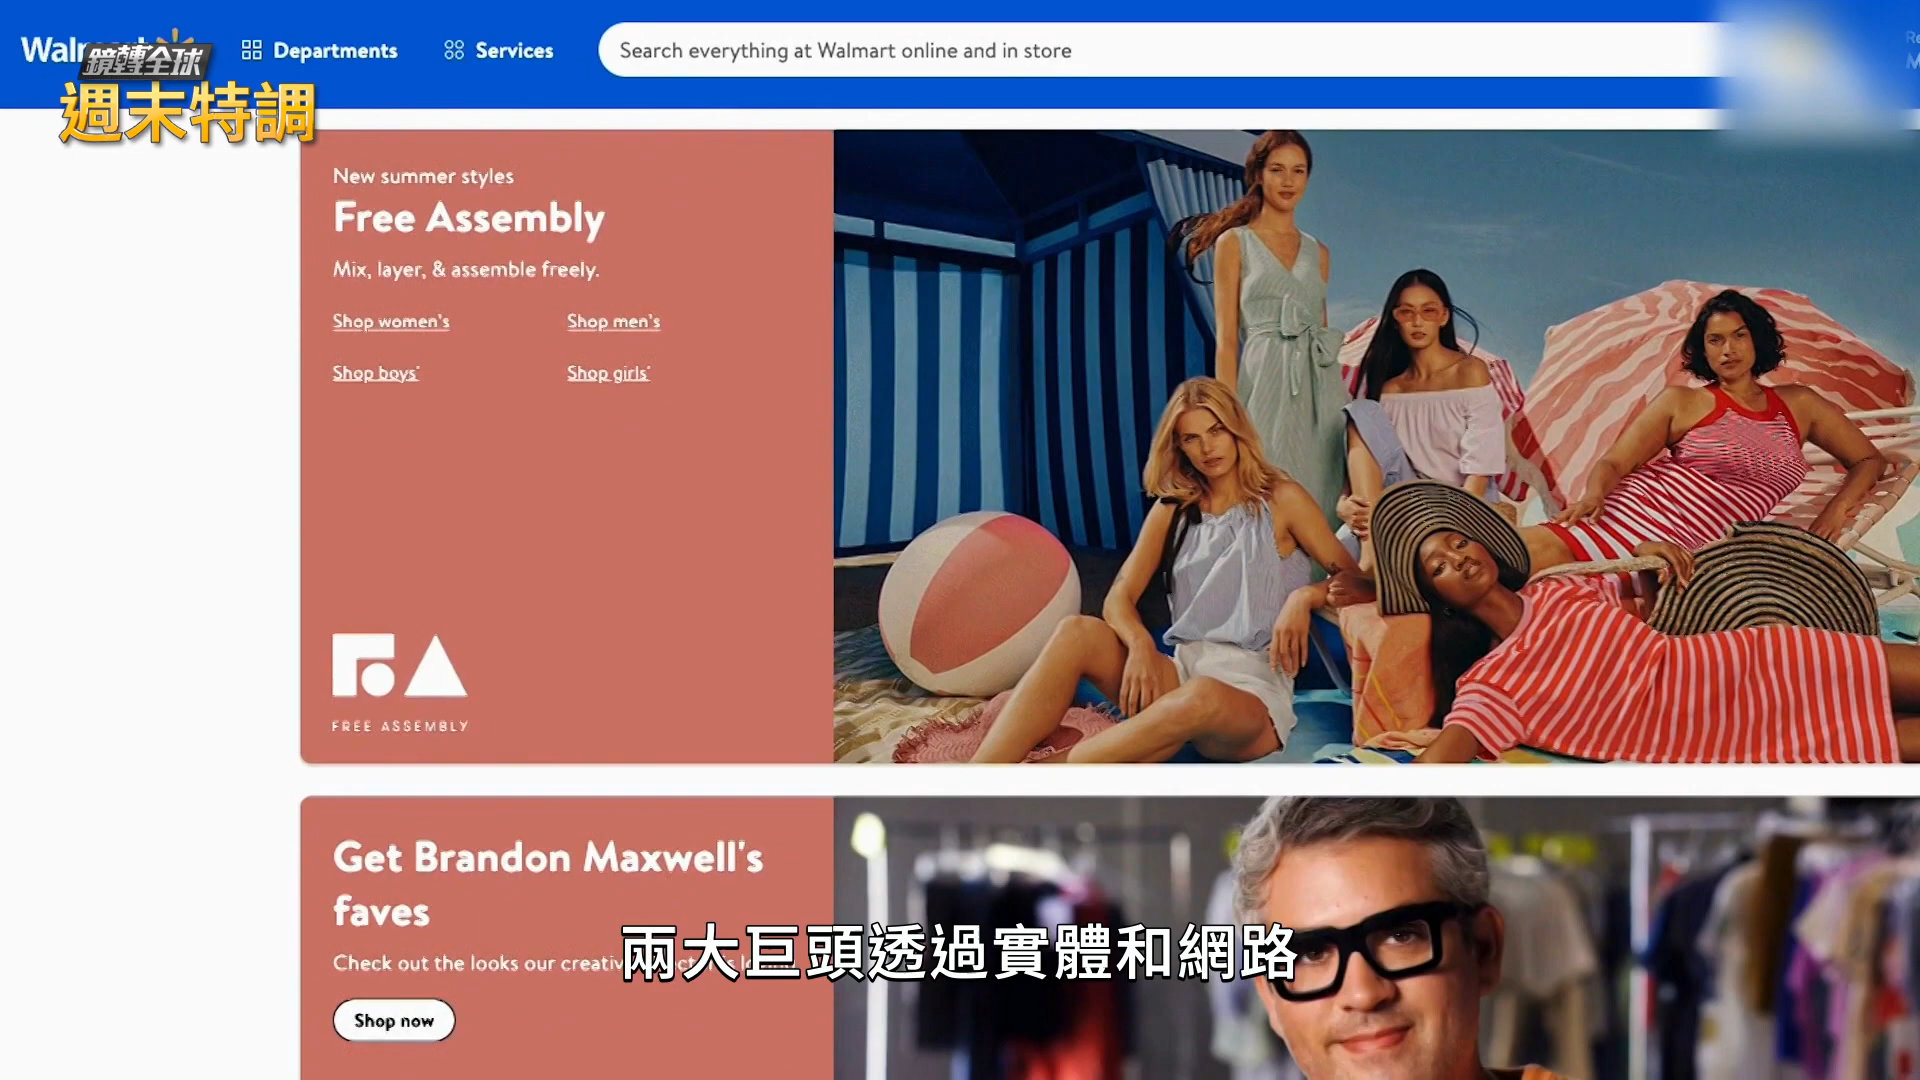 Walmart
鏡轉全球
週末特調
Departments
Services
Search everything at Walmart online and in store
New summer styles
Free Assembly
Mix, layer, & assemble freely.
Shop women's
Shop men's
Shop boys'
Shop girls'
FREE ASSEMBLY
Get Brandon Maxwell's
faves
Check out the looks our creative
Shop now
兩大巨頭透過實體和網路